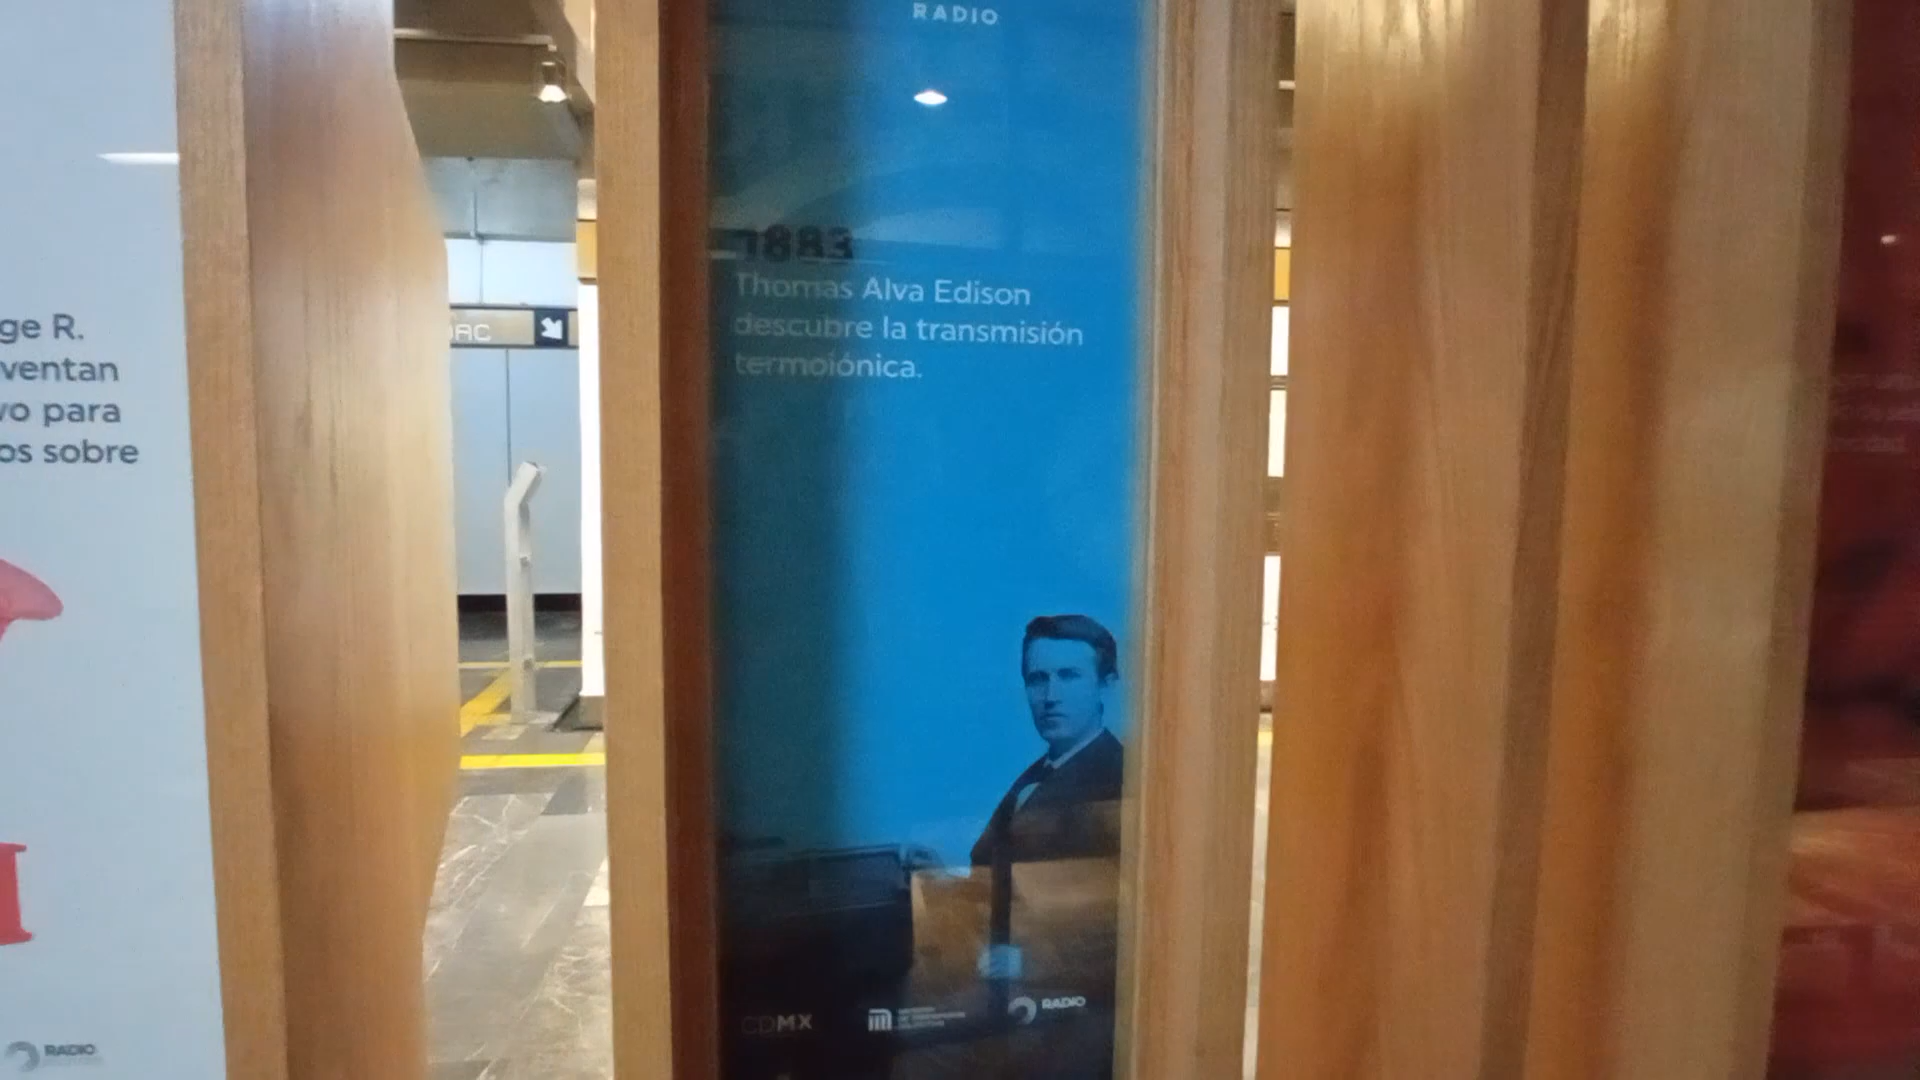 ge R.
ventan
vo para
os sobre
RADIO
RADIO
1883
Thomas Alva Edison
descubre la transmisión
termoiónica.
CDMX
RADIO